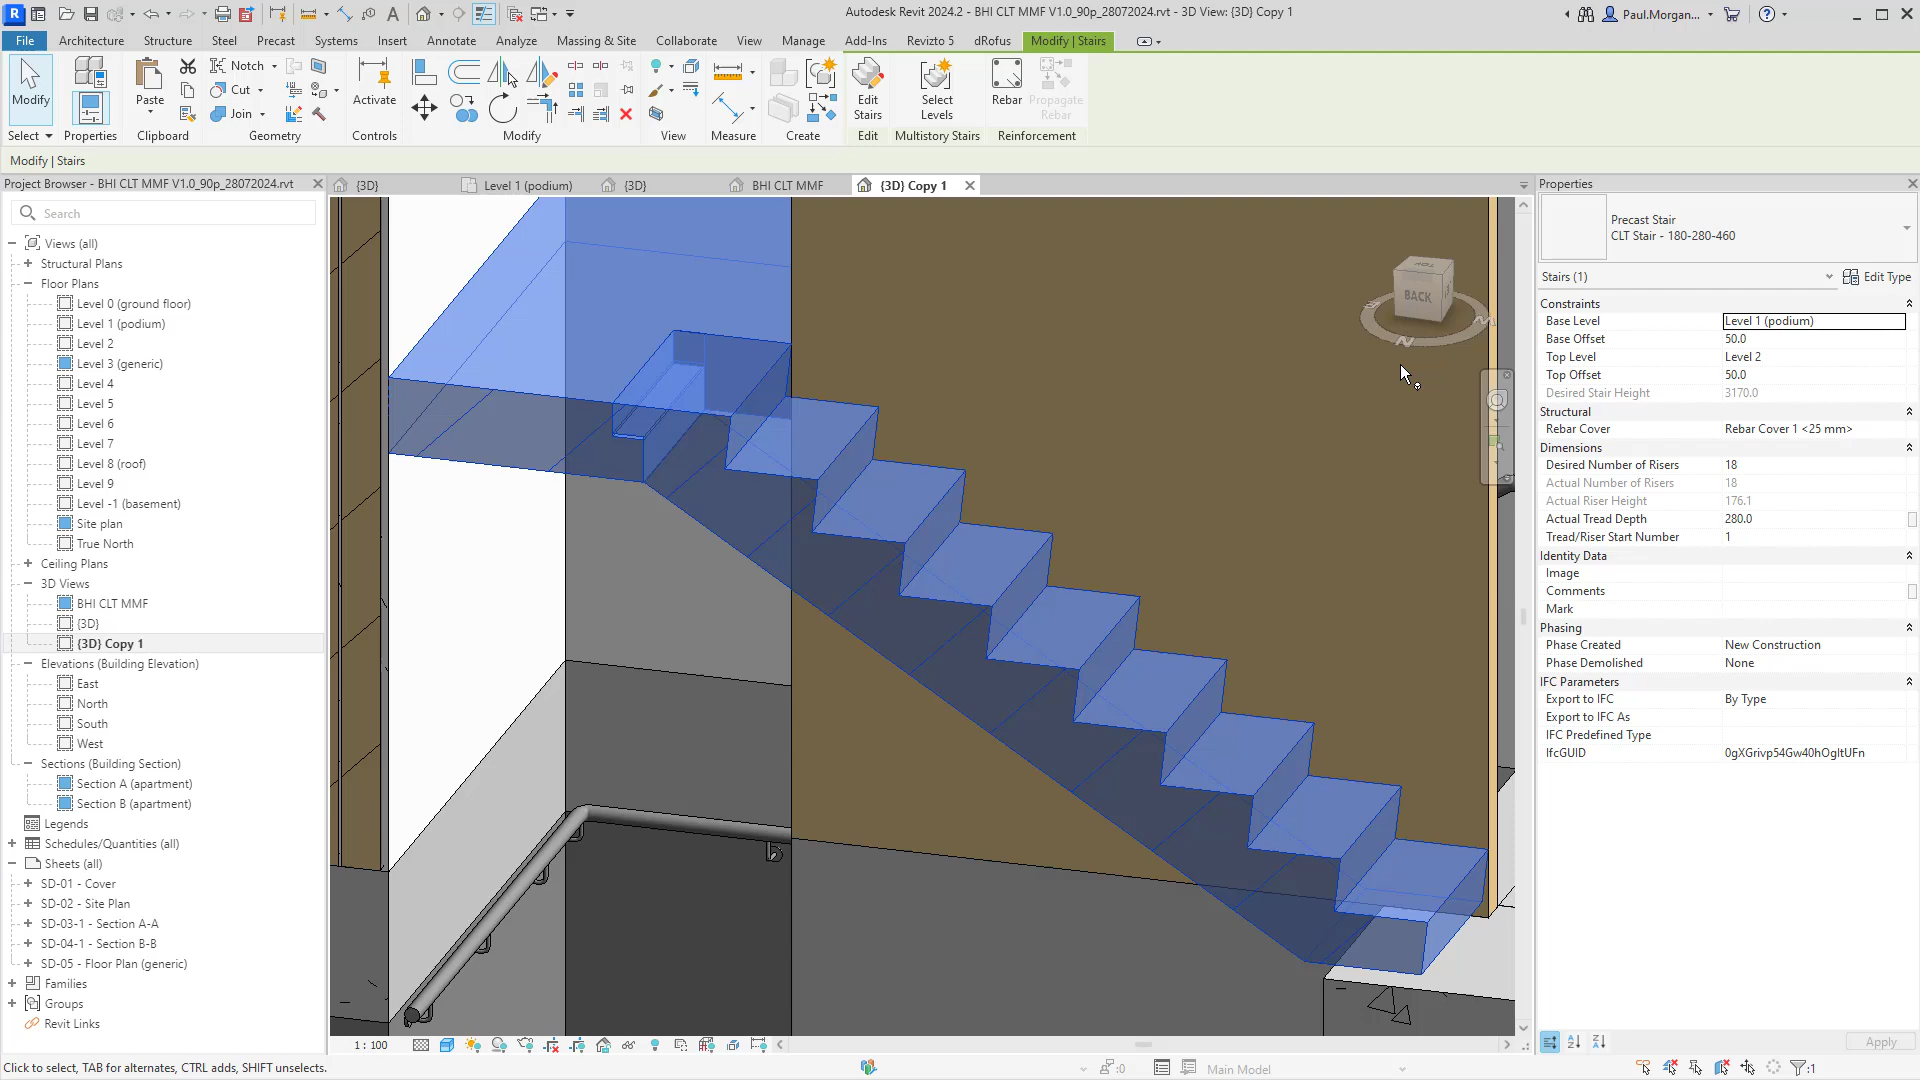 Autodesk Revit 2024.2 - BHI CLT MMF V1.0_90p_28072024.rvt - 3D View: {3D} Copy 1
Paul.Morgan...
File Architecture Structure Steel Precast Systems Insert Annotate Analyze Massing & Site Collaborate View Manage Add-Ins Revizto 5 dRofus Modify | Stairs
Modify
Paste
Notch
Cut
Join
Activate
Edit Stairs
Select Levels
Rebar
Propagate Rebar
Select Properties Clipboard Geometry Controls Modify View Measure Create Edit Multistory Stairs Reinforcement
Modify | Stairs
Project Browser - BHI CLT MMF V1.0_90p_28072024.rvt
{3D} Level 1 (podium) {3D} BHI CLT MMF {3D} Copy 1
Search
Views (all)
Structural Plans
Floor Plans
Level 0 (ground floor)
Level 1 (podium)
Level 2
Level 3 (generic)
Level 4
Level 5
Level 6
Level 7
Level 8 (roof)
Level 9
Level -1 (basement)
Site plan
True North
Ceiling Plans
3D Views
BHI CLT MMF
{3D}
{3D} Copy 1
Elevations (Building Elevation)
East
North
South
West
Sections (Building Section)
Section A (apartment)
Section B (apartment)
Legends
Schedules/Quantities (all)
Sheets (all)
SD-01 - Cover
SD-02 - Site Plan
SD-03-1 - Section A-A
SD-04-1 - Section B-B
SD-05 - Floor Plan (generic)
Families
Groups
Revit Links
TOP
BACK
N
Properties
Precast Stair
CLT Stair - 180-280-460
Stairs (1) Edit Type
Constraints
Base Level Level 1 (podium)
Base Offset 50.0
Top Level Level 2
Top Offset 50.0
Desired Stair Height 3170.0
Structural
Rebar Cover Rebar Cover 1 <25 mm>
Dimensions
Desired Number of Risers 18
Actual Number of Risers 18
Actual Riser Height 176.1
Actual Tread Depth 280.0
Tread/Riser Start Number 1
Identity Data
Image
Comments
Mark
Phasing
Phase Created New Construction
Phase Demolished None
IFC Parameters
Export to IFC By Type
Export to IFC As
IFC Predefined Type
IfcGUID 0gXGrivp54Gw40hOgItUFn
Apply
1 : 100
Click to select, TAB for alternates, CTRL adds, SHIFT unselects.
:0
Main Model
:1